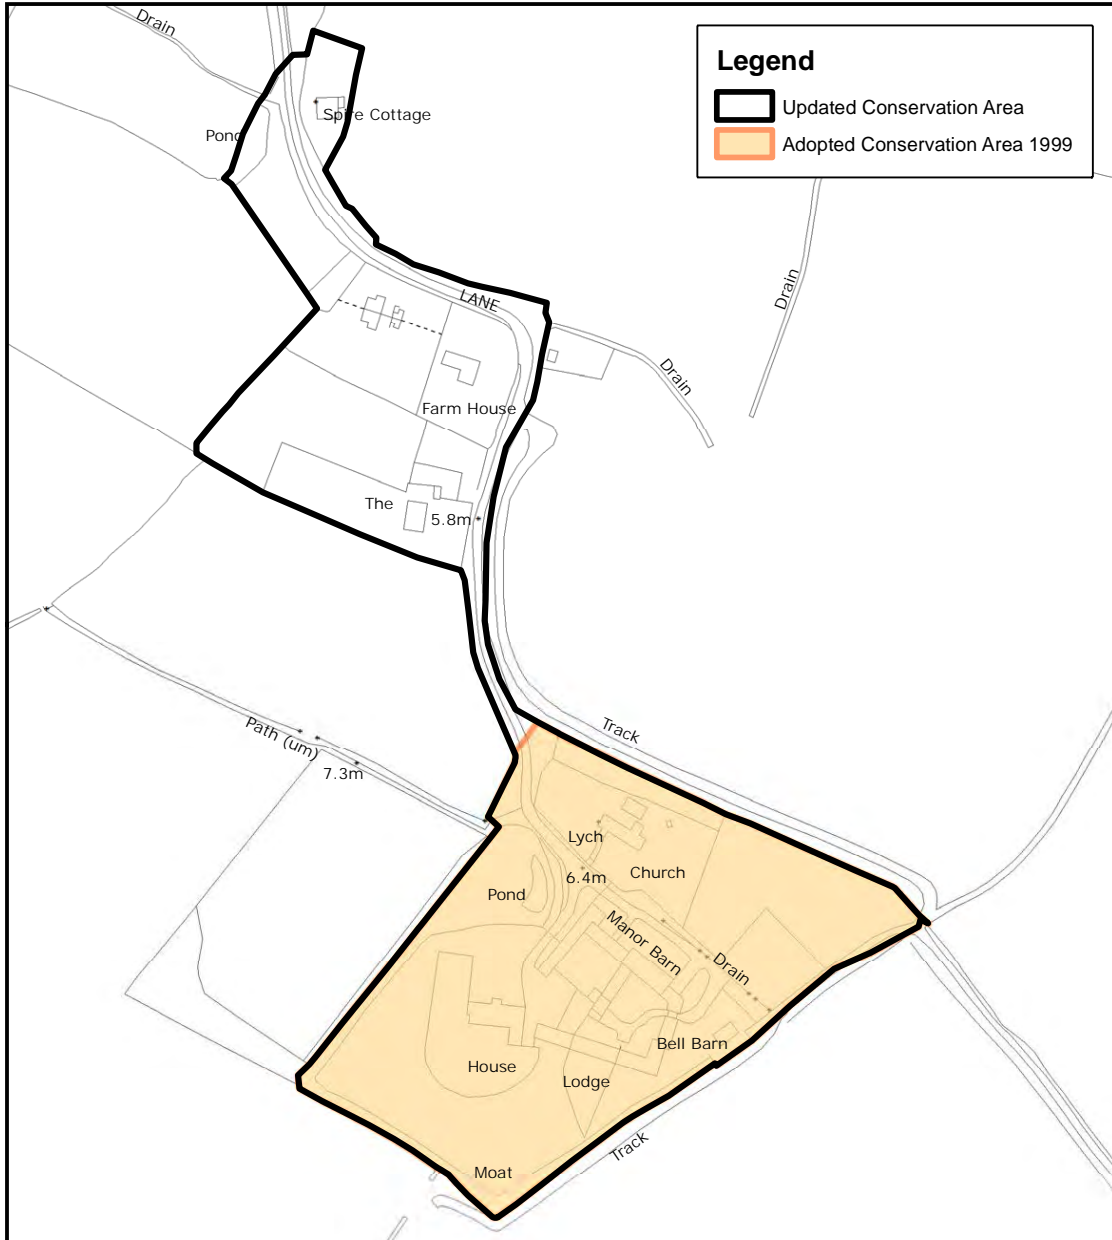 Drain
Legend
Updated Conservation Area
Adopted Conservation Area 1999
Spire Cottage
Pond
LANE
Drain
Drain
Farm House
The
5.8m
Track
Path (um)
7.3m
Lych
Church
6.4m
Pond
Manor Barn
Drain
Bell Barn
House
Lodge
Track
Moat